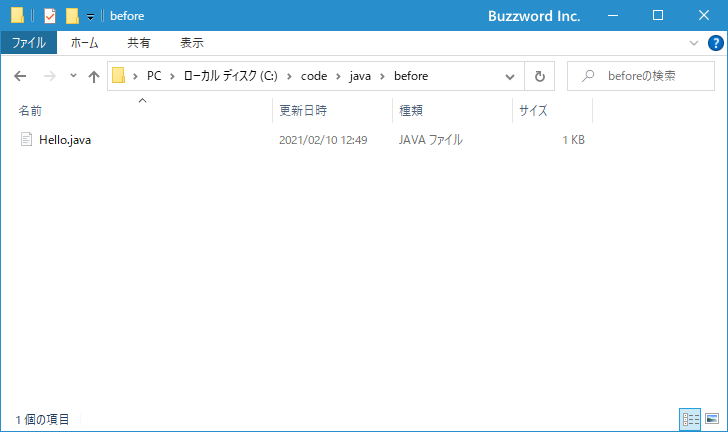 before Buzzword Inc.
ファイル ホーム 共有 表示
PC ローカル ディスク (C:) code java before beforeの検索
名前 更新日時 種類 サイズ
Hello.java 2021/02/10 12:49 JAVA ファイル 1 KB
1 個の項目